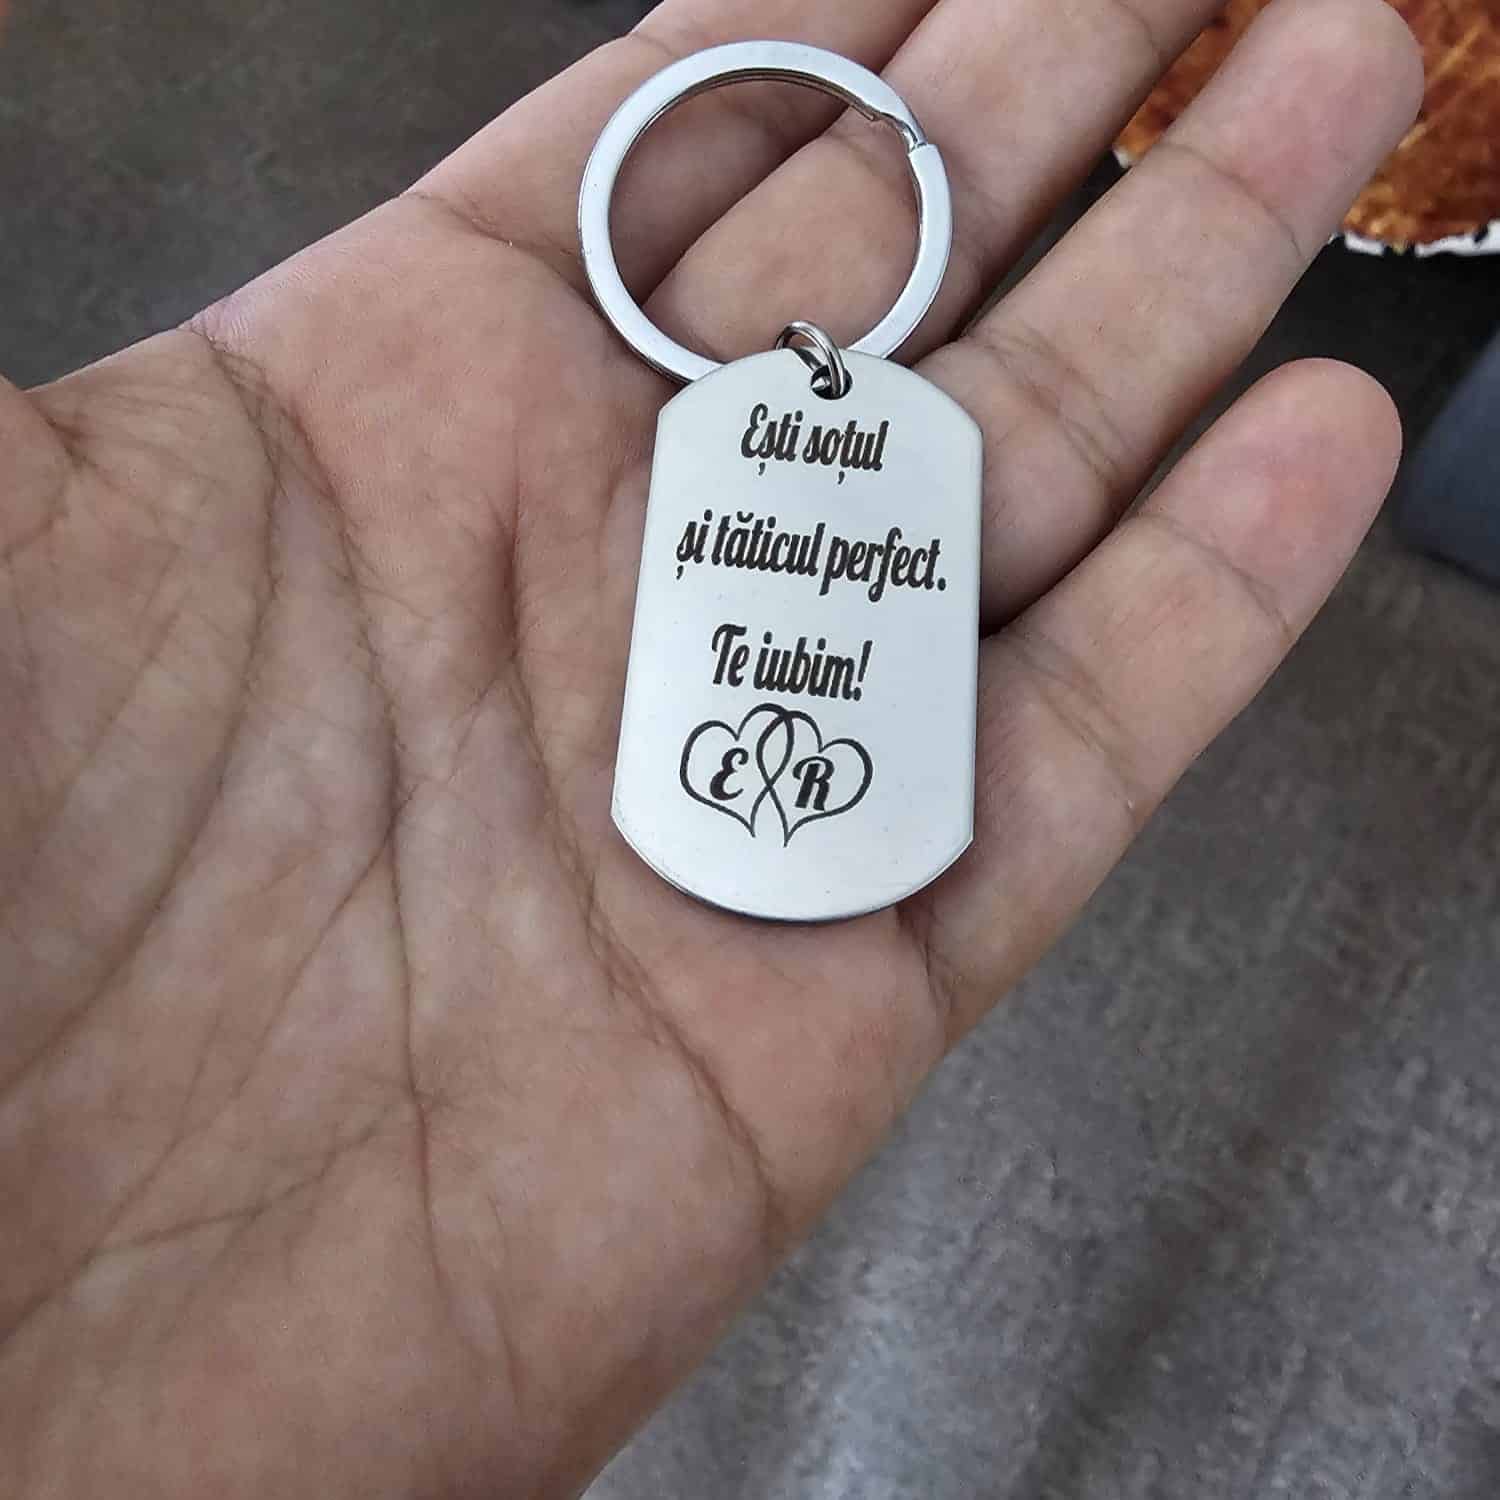 Ești soțul
și tăticul perfect.
Te iubim!
E R